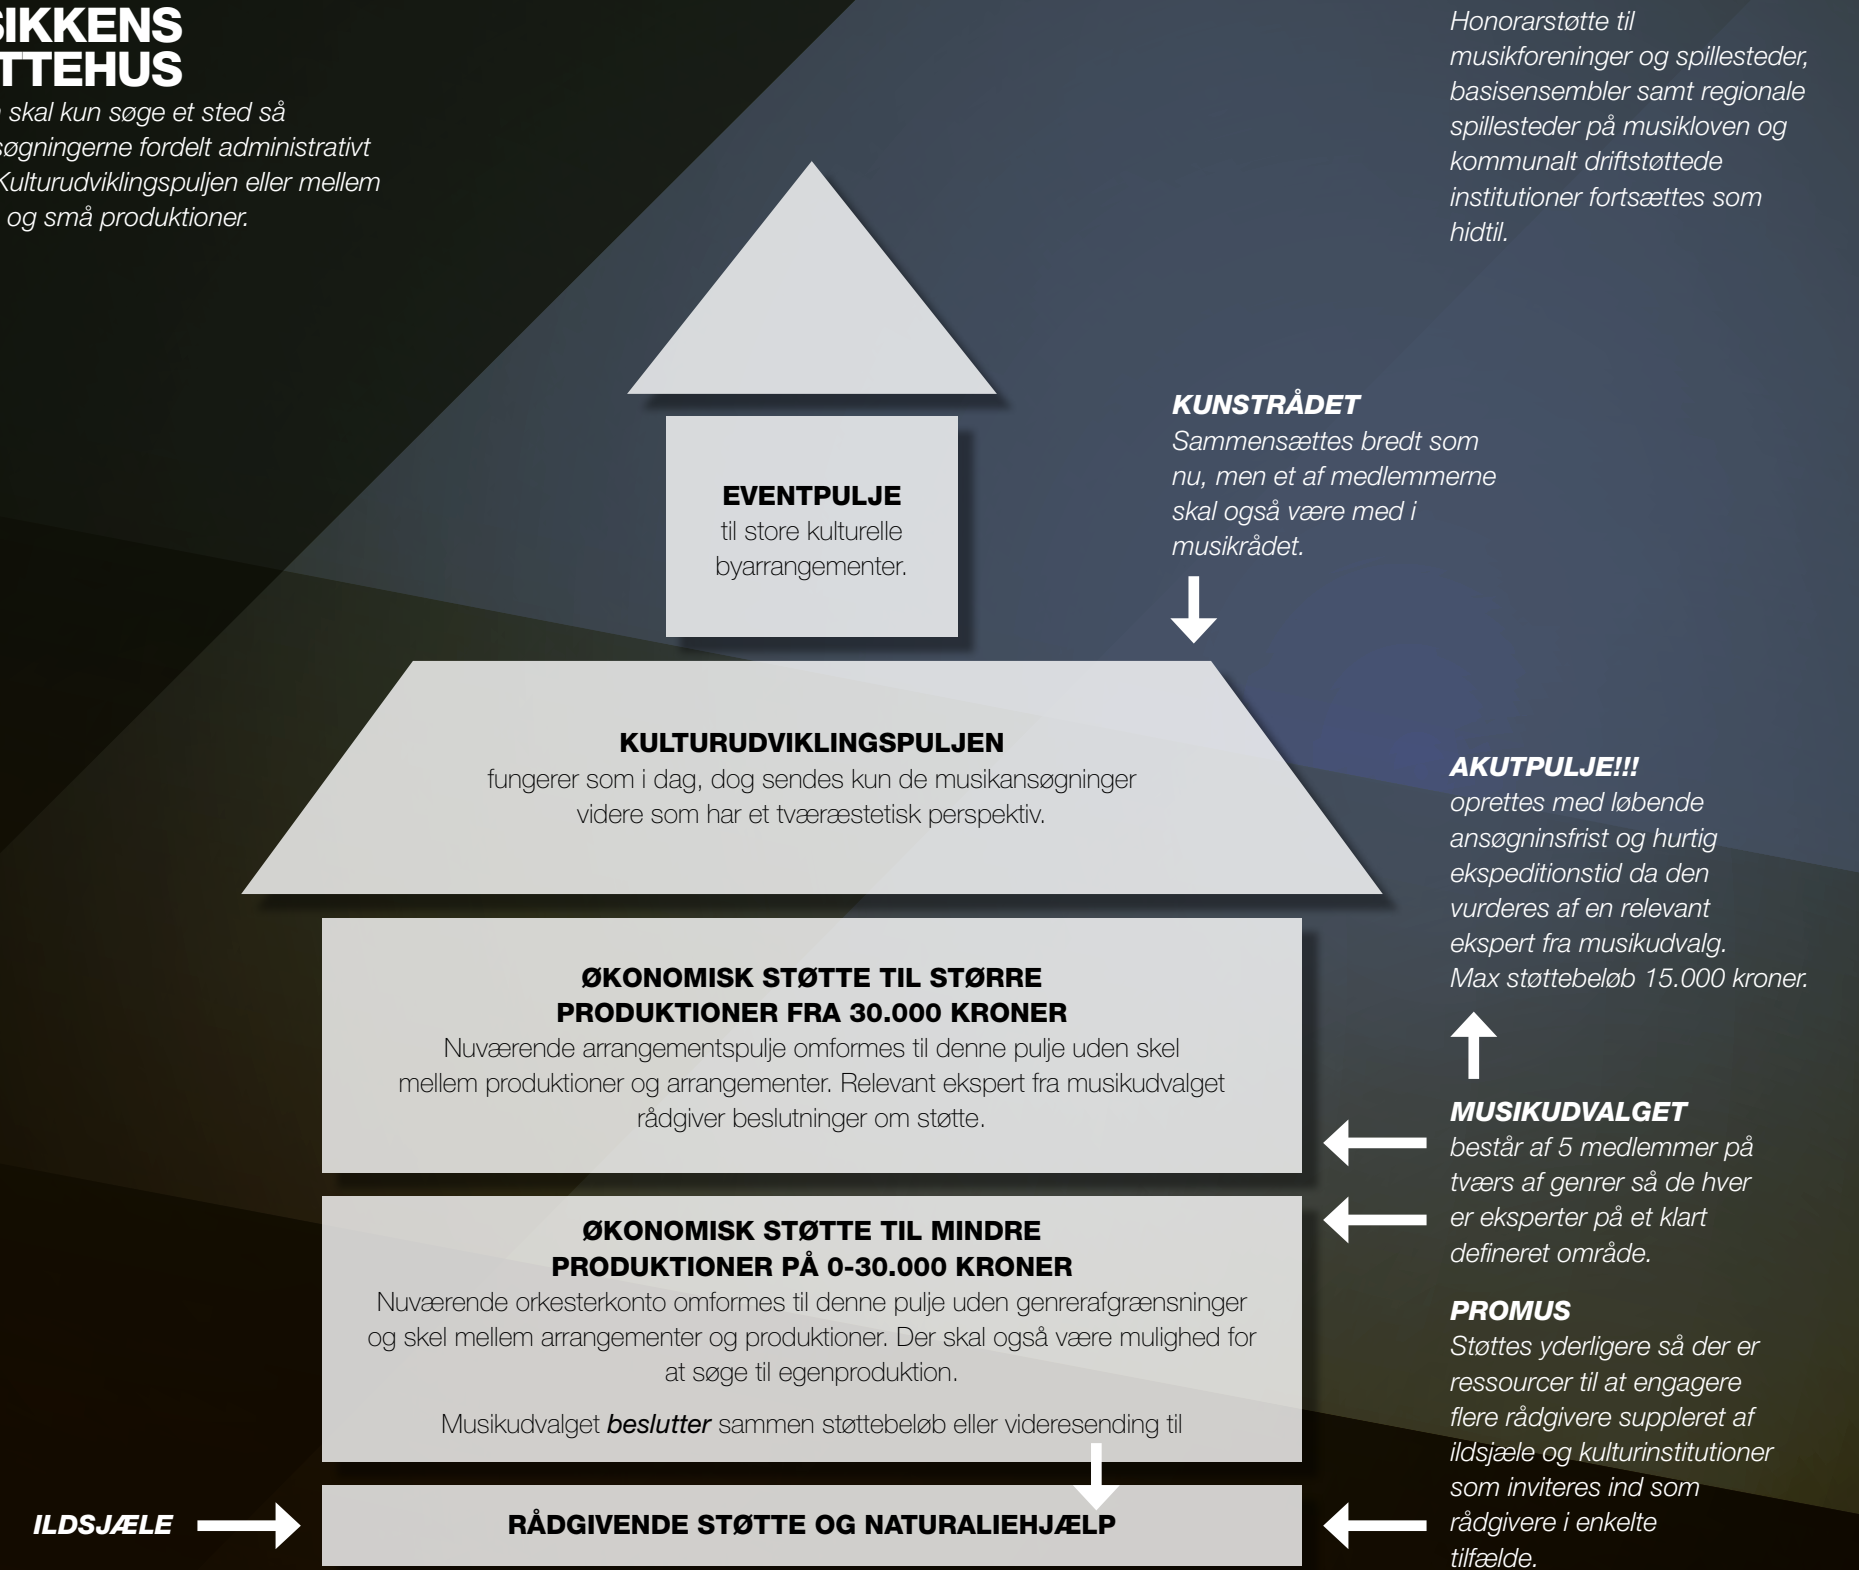 SIKKENS
TTEHUS
skal kun søge et sted så
søgningerne fordelt administrativt
Kulturudviklingspuljen eller mellem
og små produktioner.
Honorarstøtte til
musikforeninger og spillesteder,
basisensembler samt regionale
spillesteder på musikloven og
kommunalt driftstøttede
institutioner fortsættes som
hidtil.
KUNSTRÅDET
Sammensættes bredt som
nu, men et af medlemmerne
skal også være med i
musikrådet.
EVENTPULJE
til store kulturelle
byarrangementer.
KULTURUDVIKLINGSPULJEN
fungerer som i dag, dog sendes kun de musikansøgninger
videre som har et tværæstetisk perspektiv.
AKUTPULJE!!!
oprettes med løbende
ansøgninsfrist og hurtig
ekspeditionstid da den
vurderes af en relevant
ekspert fra musikudvalg.
Max støttebeløb 15.000 kroner.
ØKONOMISK STØTTE TIL STØRRE
PRODUKTIONER FRA 30.000 KRONER
Nuværende arrangementspulje omformes til denne pulje uden skel
mellem produktioner og arrangementer. Relevant ekspert fra musikudvalget
rådgiver beslutninger om støtte.
MUSIKUDVALGET
består af 5 medlemmer på
tværs af genrer så de hver
er eksperter på et klart
defineret område.
ØKONOMISK STØTTE TIL MINDRE
PRODUKTIONER PÅ 0-30.000 KRONER
Nuværende orkesterkonto omformes til denne pulje uden genrerafgrænsninger
og skel mellem arrangementer og produktioner. Der skal også være mulighed for
at søge til egenproduktion.
Musikudvalget beslutter sammen støttebeløb eller videresending til
PROMUS
Støttes yderligere så der er
ressourcer til at engagere
flere rådgivere suppleret af
ildsjæle og kulturinstitutioner
som inviteres ind som
rådgivere i enkelte
tilfælde.
ILDSJÆLE
RÅDGIVENDE STØTTE OG NATURALIEHJÆLP